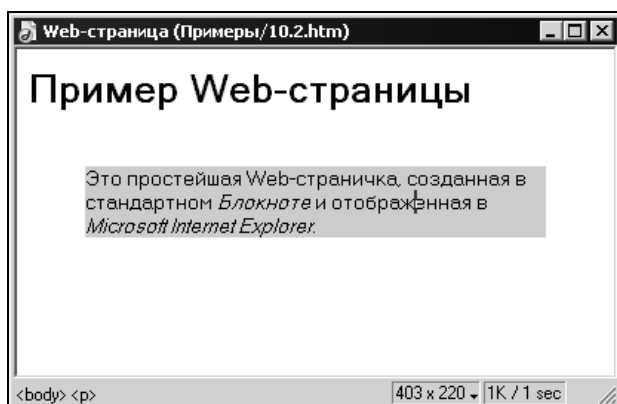 Web-страница (Примеры/10.2.htm)
Пример Web-страницы
Это простейшая Web-страничка, созданная в
стандартном Блокноте и отображенная в
Microsoft Internet Explorer.
<body> <p>
403 x 220
1K / 1 sec